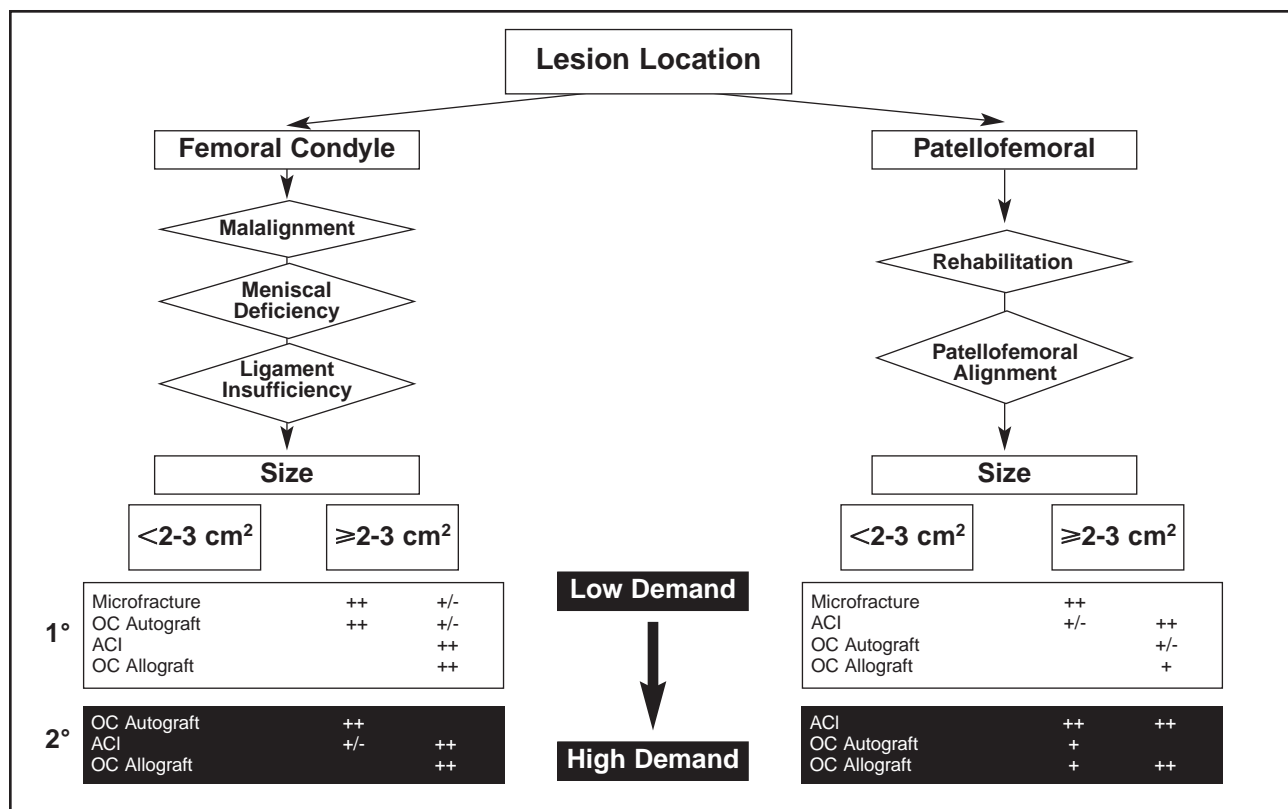 Lesion Location
Femoral Condyle
Patellofemoral
Malalignment
Rehabilitation
Meniscal
Deficiency
Patellofemoral
Alignment
Ligament
Insufficiency
Size
Size
<2-3 cm²
≥2-3 cm²
<2-3 cm²
≥2-3 cm²
1°
Microfracture ++ +/-
OC Autograft ++ +/-
ACI ++
OC Allograft ++
Low Demand
Microfracture ++
ACI +/- ++
OC Autograft +/-
OC Allograft +
2°
OC Autograft ++
ACI +/- ++
OC Allograft ++
High Demand
ACI ++ ++
OC Autograft +
OC Allograft + ++